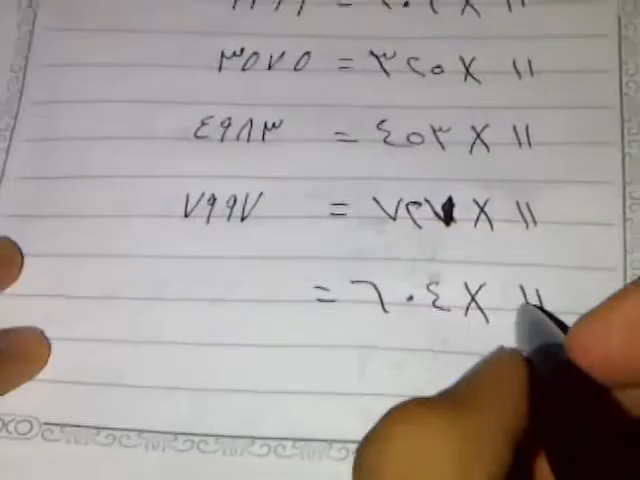 ١١ X ٣٢٥ = ٣٥٧٥
١١ X ٤٥٣ = ٤٩٨٣
١١ X ٧٢٧ = ٧٩٩٧
١١ X ٦٠٤ =